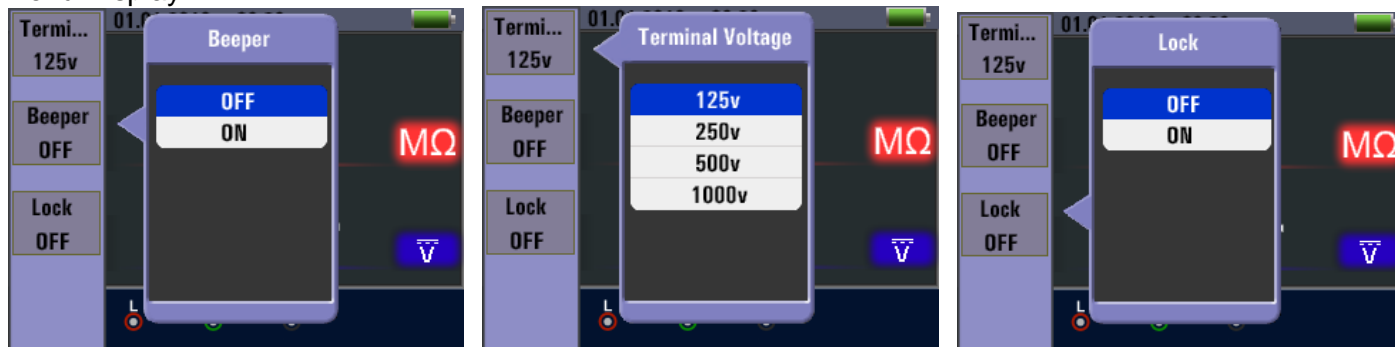 Termi...
125v
Beeper
OFF
Lock
OFF
Beeper
OFF
ON
MΩ
V
L
Termi...
125v
Beeper
OFF
Lock
OFF
Terminal Voltage
125v
250v
500v
1000v
MΩ
V
L
Termi...
125v
Beeper
OFF
Lock
OFF
Lock
OFF
ON
MΩ
V
L